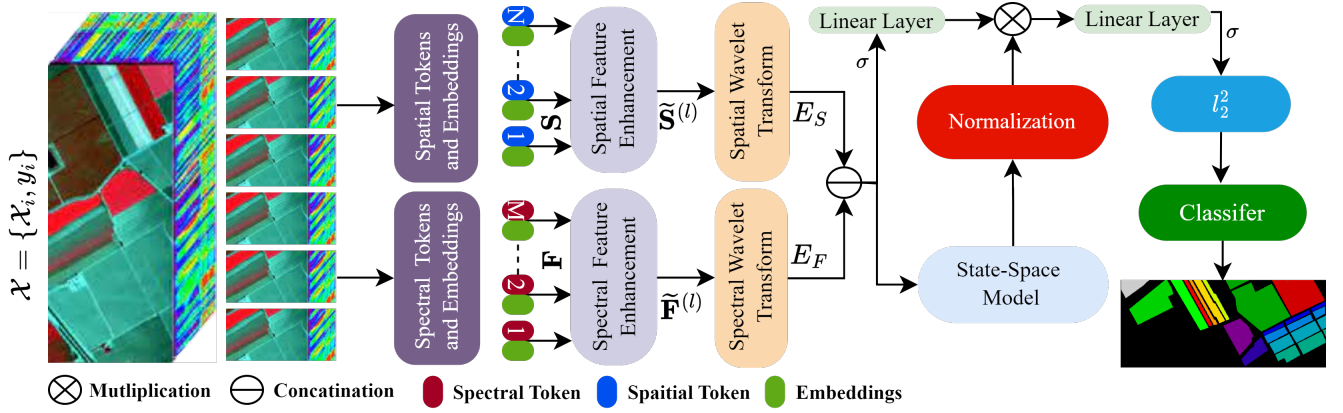 𝒳 = {𝒳ᵢ, yᵢ}
Spatial Tokens
and Embeddings
Spectral Tokens
and Embeddings
N
2
1
S
M
2
1
F
Spatial Feature
Enhancement
Spectral Feature
Enhancement
S̃⁽ˡ⁾
F̃⁽ˡ⁾
Spatial Wavelet
Transform
Spectral Wavelet
Transform
E_S
E_F
σ
Linear Layer
Normalization
State-Space
Model
Linear Layer
σ
l₂²
Classifer
Mutliplication
Concatination
Spectral Token
Spaitial Token
Embeddings